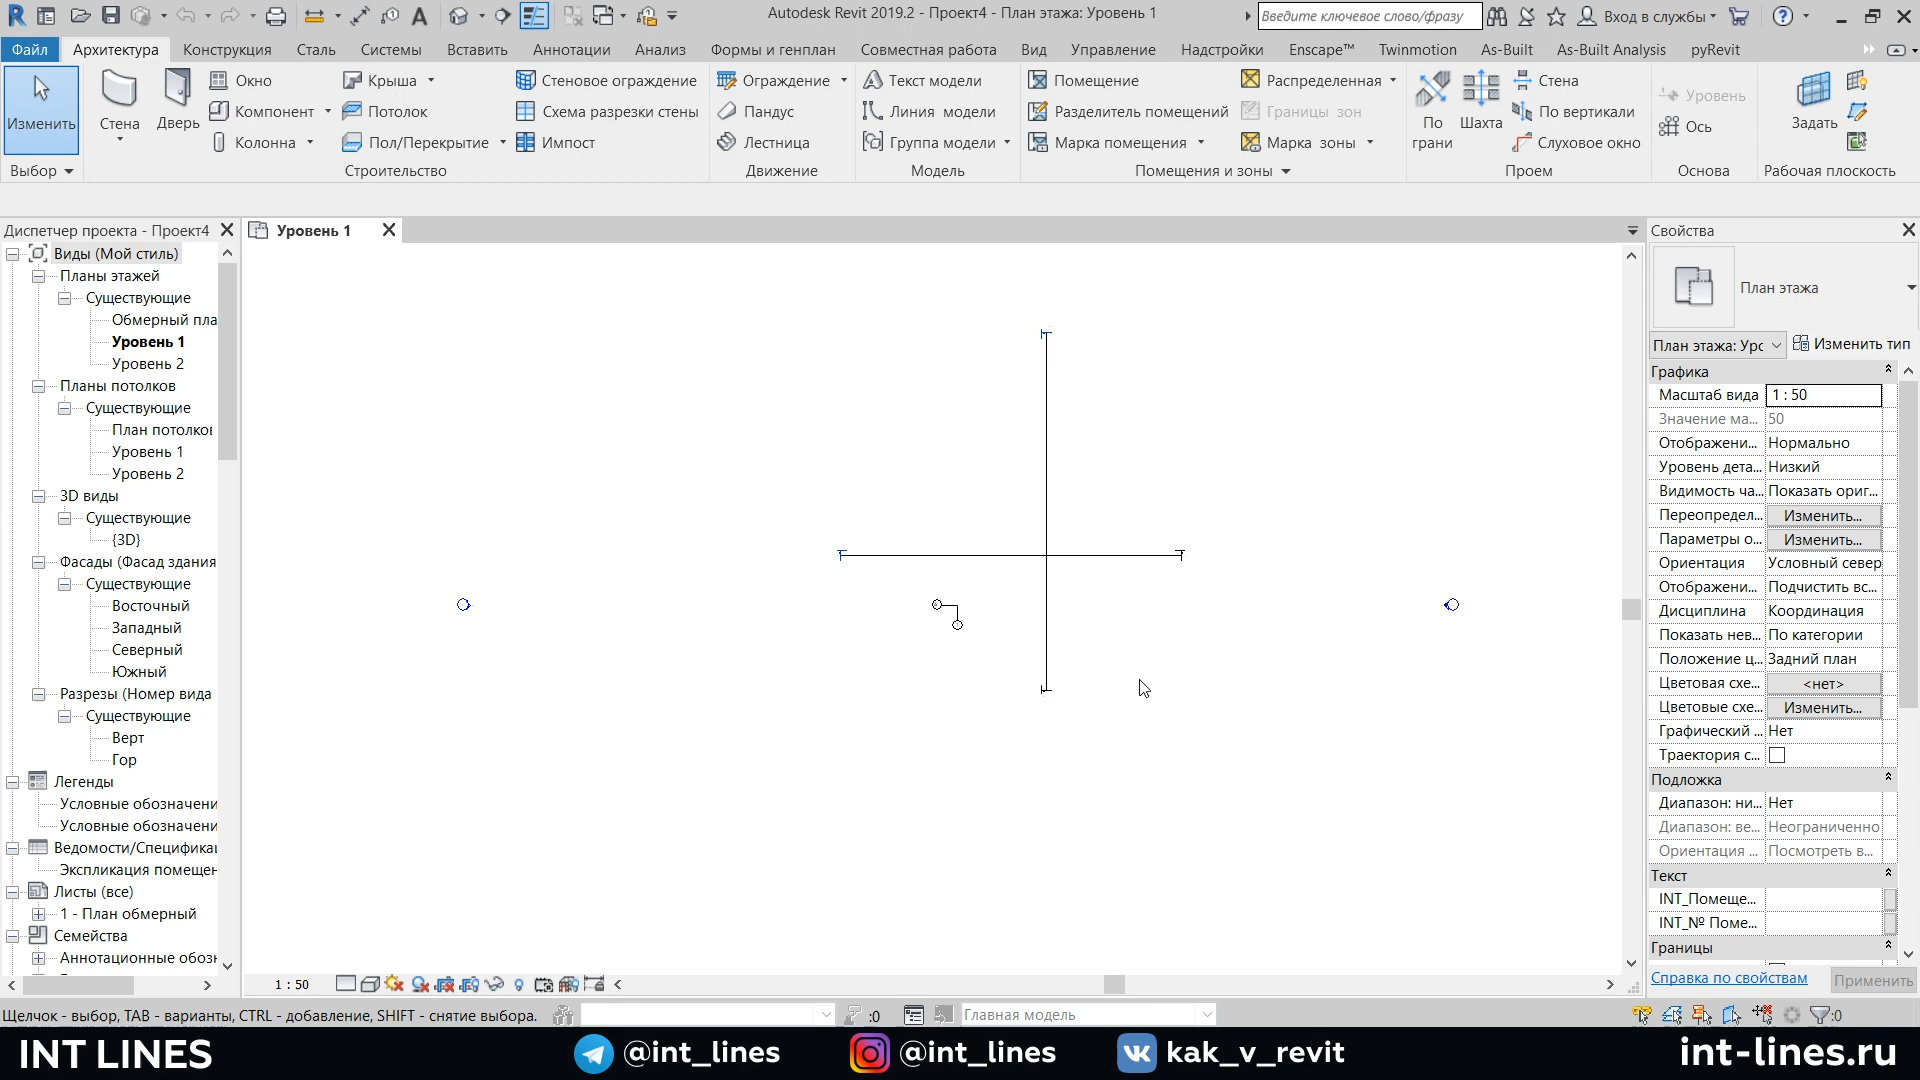 Autodesk Revit 2019.2 - Проект4 - План этажа: Уровень 1
Введите ключевое слово/фразу
Вход в службы
Файл Архитектура Конструкция Сталь Системы Вставить Аннотации Анализ Формы и генплан Совместная работа Вид Управление Надстройки Enscape™ Twinmotion As-Built As-Built Analysis pyRevit
Изменить
Стена
Дверь
Окно
Компонент
Колонна
Крыша
Потолок
Пол/Перекрытие
Стеновое ограждение
Схема разрезки стены
Импост
Ограждение
Пандус
Лестница
Текст модели
Линия модели
Группа модели
Помещение
Разделитель помещений
Марка помещения
Распределенная
Границы зон
Марка зоны
По грани
Шахта
Стена
По вертикали
Слуховое окно
Уровень
Ось
Задать
Выбор
Строительство
Движение
Модель
Помещения и зоны
Проем
Основа
Рабочая плоскость
Диспетчер проекта - Проект4
Виды (Мой стиль)
Планы этажей
Существующие
Обмерный пла
Уровень 1
Уровень 2
Планы потолков
Существующие
План потолков
Уровень 1
Уровень 2
3D виды
Существующие
{3D}
Фасады (Фасад здания
Существующие
Восточный
Западный
Северный
Южный
Разрезы (Номер вида
Существующие
Верт
Гор
Легенды
Условные обозначени
Условные обозначени
Ведомости/Спецификац
Экспликация помещен
Листы (все)
1 - План обмерный
Семейства
Аннотационные обозн
Уровень 1
Свойства
План этажа
План этажа: Урс
Изменить тип
Графика
Масштаб вида 1 : 50
Значение ма... 50
Отображени... Нормально
Уровень дета... Низкий
Видимость ча... Показать ориг...
Переопредел... Изменить...
Параметры о... Изменить...
Ориентация Условный север
Отображени... Подчистить вс...
Дисциплина Координация
Показать нев... По категории
Положение ц... Задний план
Цветовая схе... <нет>
Цветовые схе... Изменить...
Графический ... Нет
Траектория с...
Подложка
Диапазон: ни... Нет
Диапазон: ве... Неограниченно
Ориентация ... Посмотреть в...
Текст
INT_Помеще...
INT_№ Поме...
Границы
Справка по свойствам
Применить
1 : 50
Щелчок - выбор, TAB - варианты, CTRL - добавление, SHIFT - снятие выбора.
:0
Главная модель
:0
INT LINES
@int_lines
@int_lines
kak_v_revit
int-lines.ru